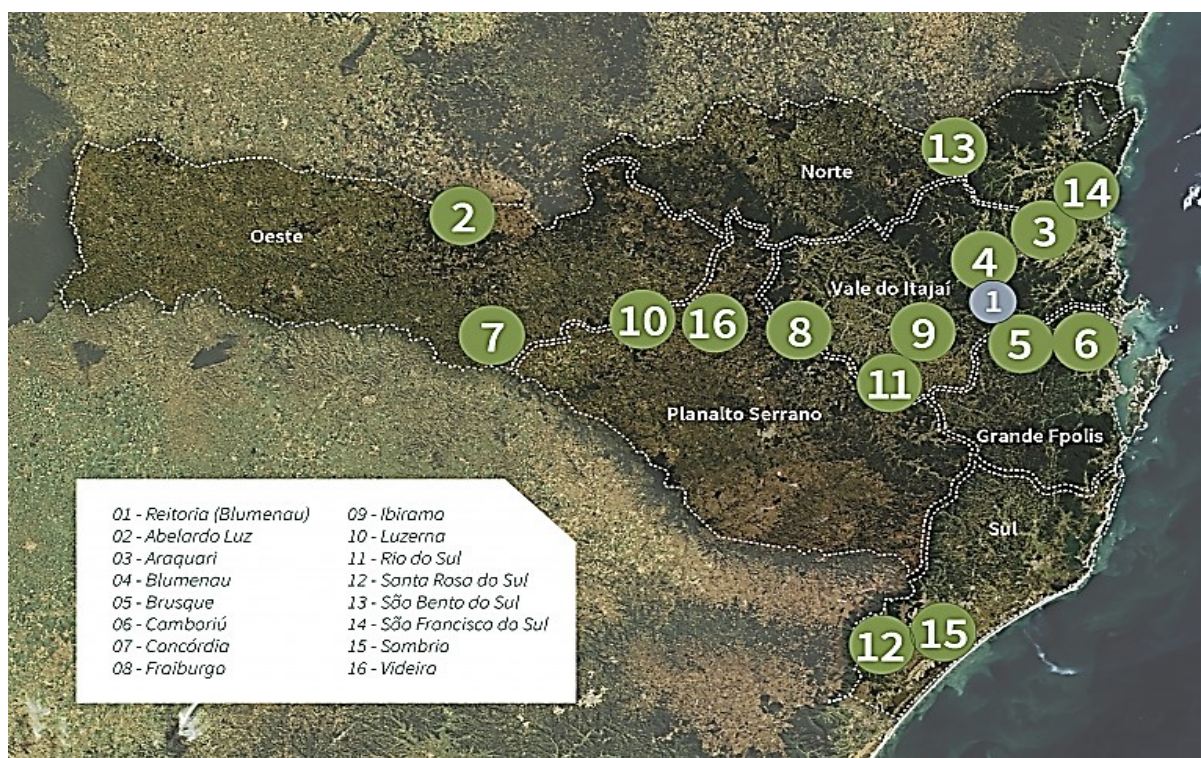 13
Norte
14
2
Oeste
3
4
Vale do Itajaí
1
10
16
8
9
7
5
6
11
Planalto Serrano
Grande Fpolis
Sul
12
15
01 - Reitoria (Blumenau)
02 - Abelardo Luz
03 - Araquari
04 - Blumenau
05 - Brusque
06 - Camboriú
07 - Concórdia
08 - Fraiburgo
09 - Ibirama
10 - Luzerna
11 - Rio do Sul
12 - Santa Rosa do Sul
13 - São Bento do Sul
14 - São Francisco do Sul
15 - Sombrio
16 - Videira